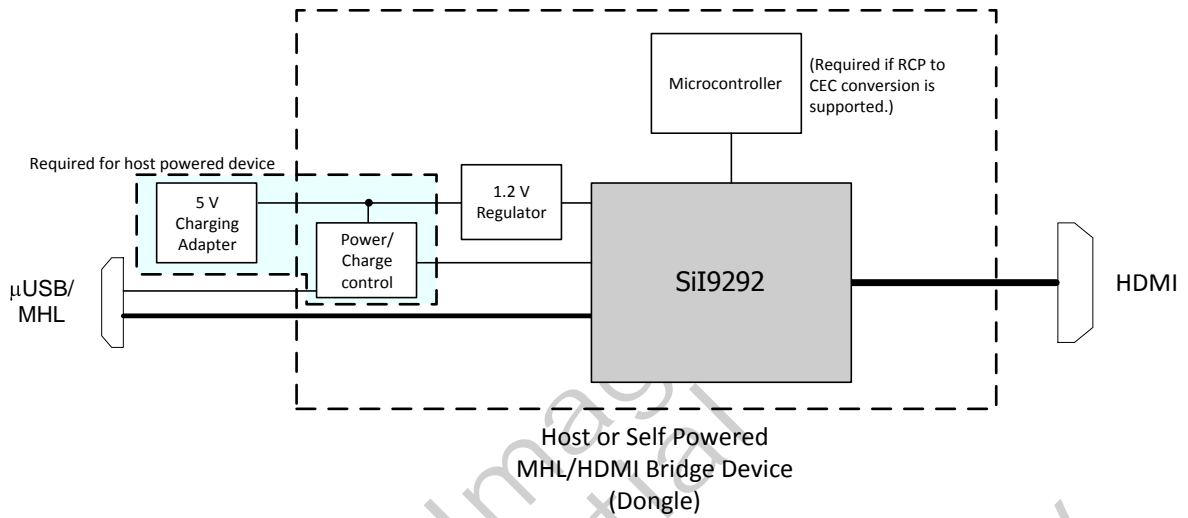 Microcontroller
(Required if RCP to
CEC conversion is
supported.)
Required for host powered device
5 V
Charging
Adapter
1.2 V
Regulator
Power/
Charge
control
SiI9292
μUSB/
MHL
HDMI
Host or Self Powered
MHL/HDMI Bridge Device
(Dongle)